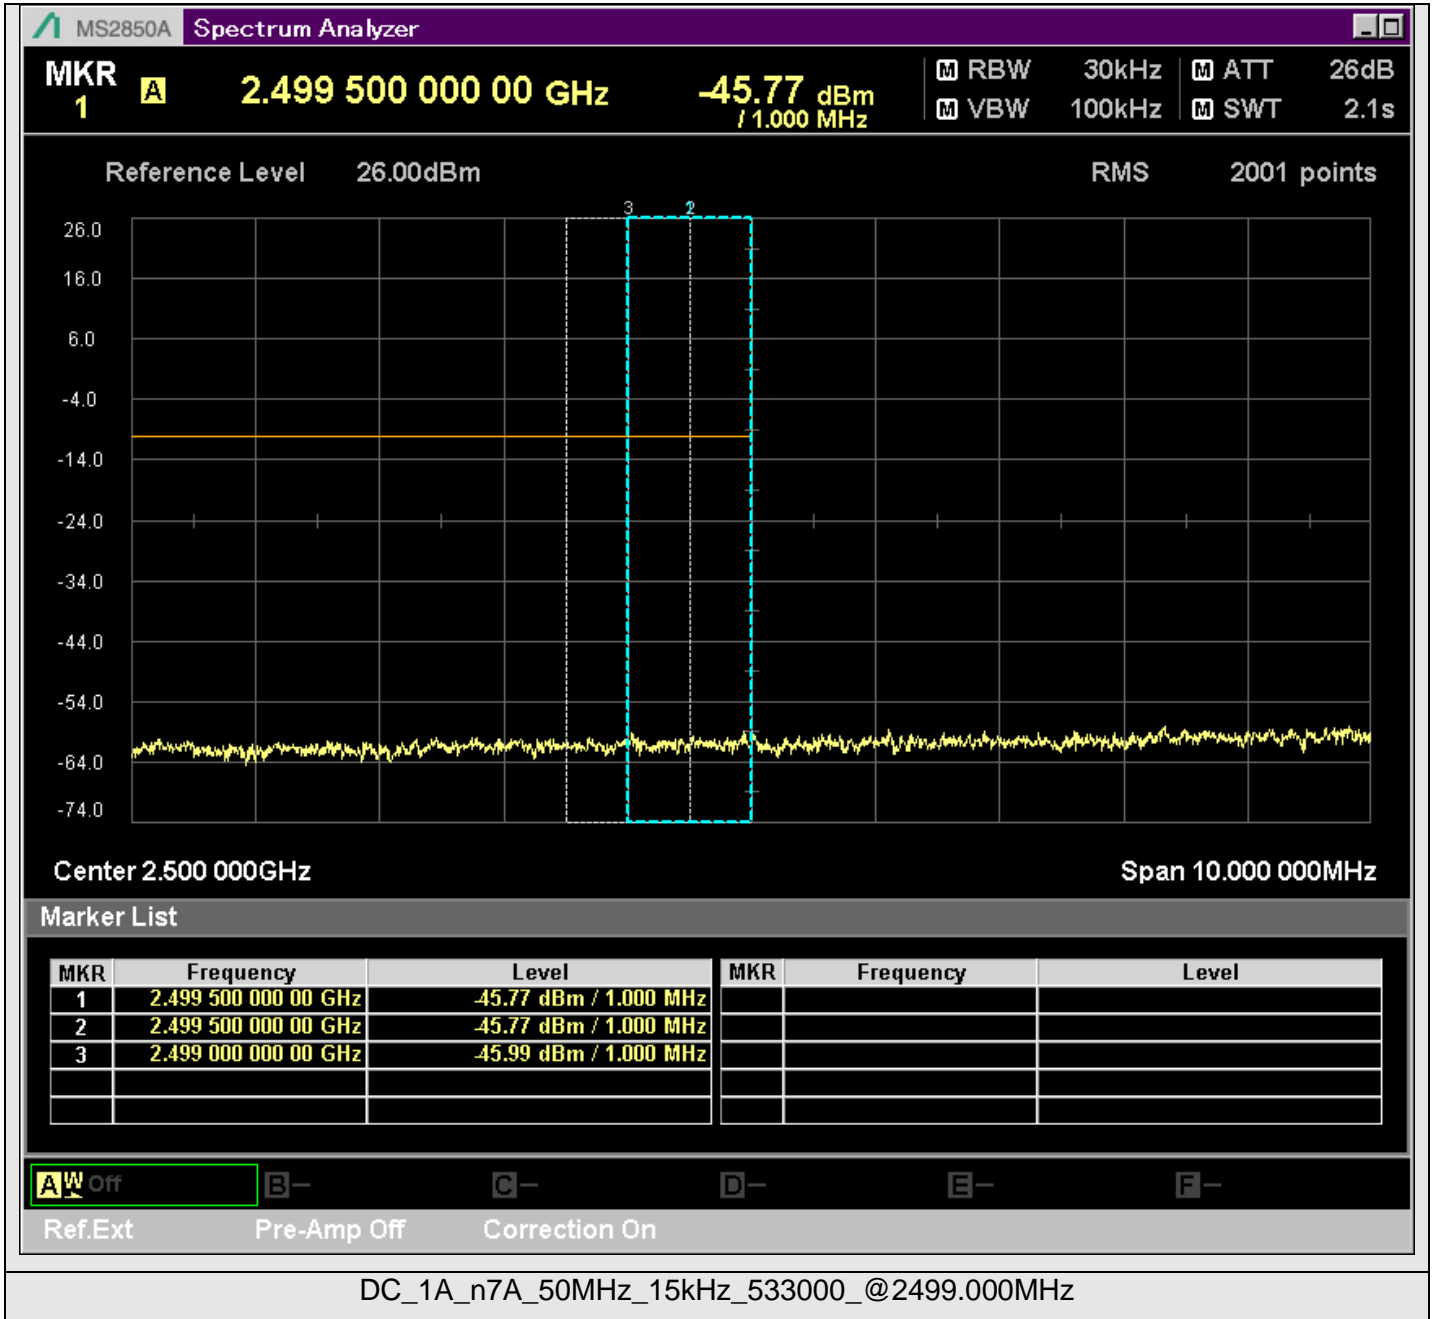 MS2850A Spectrum Analyzer
MKR 1 A 2.499 500 000 00 GHz -45.77 dBm / 1.000 MHz
M RBW 30kHz M ATT 26dB
M VBW 100kHz M SWT 2.1s
Reference Level 26.00dBm RMS 2001 points
3 2
26.0
16.0
6.0
-4.0
-14.0
-24.0
-34.0
-44.0
-54.0
-64.0
-74.0
Center 2.500 000GHz Span 10.000 000MHz
Marker List
MKR Frequency Level MKR Frequency Level
1 2.499 500 000 00 GHz -45.77 dBm / 1.000 MHz
2 2.499 500 000 00 GHz -45.77 dBm / 1.000 MHz
3 2.499 000 000 00 GHz -45.99 dBm / 1.000 MHz
A W Off B - C - D - E - F -
Ref.Ext Pre-Amp Off Correction On
DC_1A_n7A_50MHz_15kHz_533000_@2499.000MHz